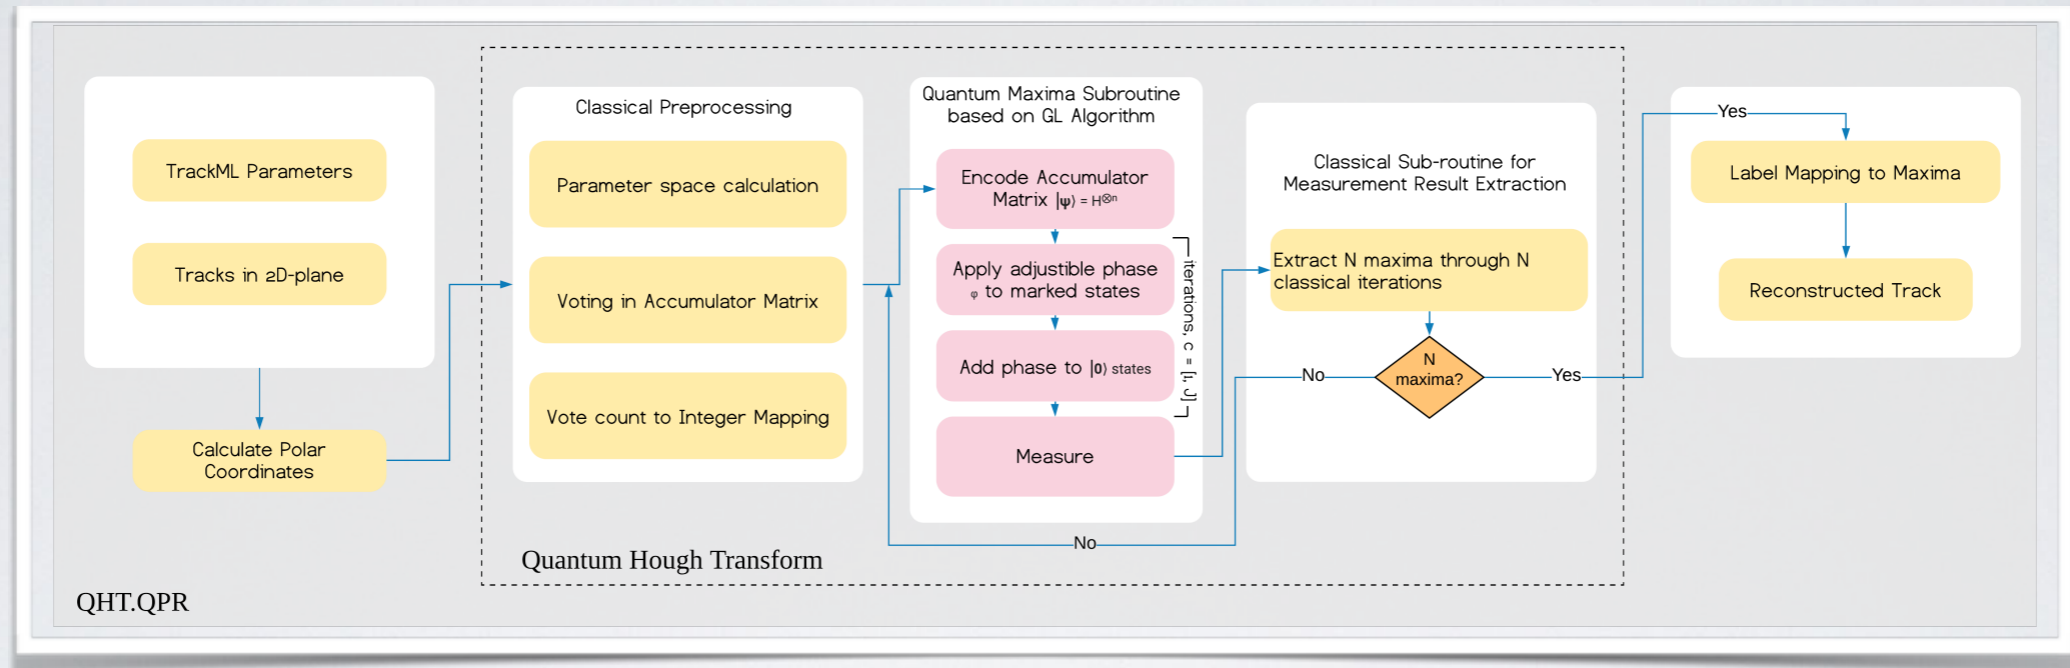 TrackML Parameters
Tracks in 2D-plane
Calculate Polar
Coordinates
Classical Preprocessing
Parameter space calculation
Voting in Accumulator Matrix
Vote count to Integer Mapping
Quantum Maxima Subroutine
based on GL Algorithm
Encode Accumulator
Matrix |ψ⟩ = H⊗n
Apply adjustible phase
φ to marked states
Add phase to |0⟩ states
Measure
iterations, c = [1, J]
Classical Sub-routine for
Measurement Result Extraction
Extract N maxima through N
classical iterations
N
maxima?
No
Yes
No
Yes
Label Mapping to Maxima
Reconstructed Track
Quantum Hough Transform
QHT.QPR